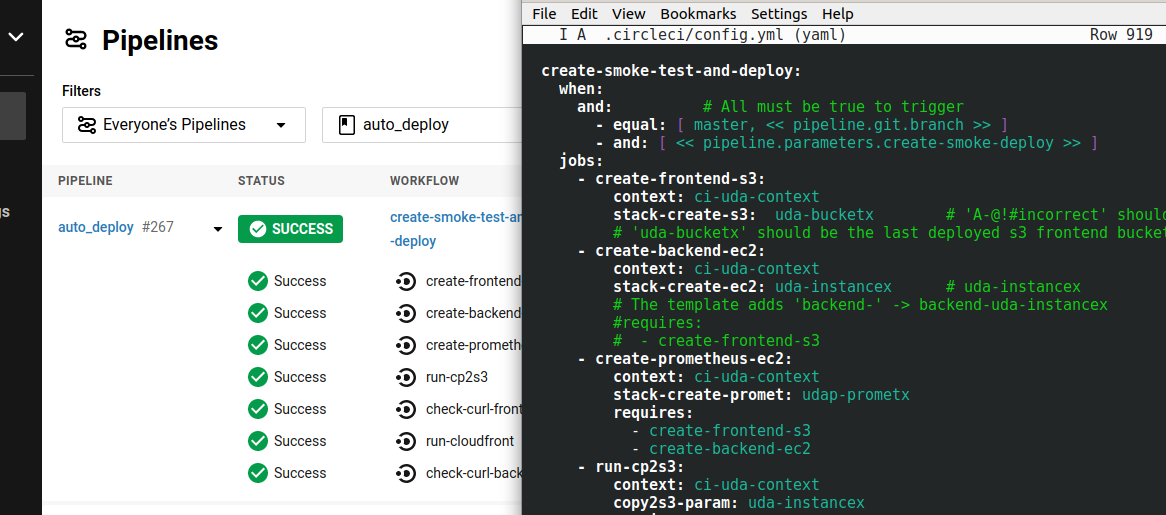 Pipelines
Filters
Everyone's Pipelines
auto_deploy
PIPELINE STATUS WORKFLOW
auto_deploy #267 SUCCESS create-smoke-test-an
-deploy
Success create-frontend
Success create-backend
Success create-prometh
Success run-cp2s3
Success check-curl-front
Success run-cloudfront
Success check-curl-back
File Edit View Bookmarks Settings Help
I A .circleci/config.yml (yaml) Row 919
create-smoke-test-and-deploy:
when:
and: # All must be true to trigger
- equal: [ master, << pipeline.git.branch >> ]
- and: [ << pipeline.parameters.create-smoke-deploy >> ]
jobs:
- create-frontend-s3:
context: ci-uda-context
stack-create-s3: uda-bucketx # 'A-@!#incorrect' shoul
# 'uda-bucketx' should be the last deployed s3 frontend bucket
- create-backend-ec2:
context: ci-uda-context
stack-create-ec2: uda-instancex # uda-instancex
# The template adds 'backend-' -> backend-uda-instancex
#requires:
# - create-frontend-s3
- create-prometheus-ec2:
context: ci-uda-context
stack-create-promet: udap-prometx
requires:
- create-frontend-s3
- create-backend-ec2
- run-cp2s3:
context: ci-uda-context
copy2s3-param: uda-instancex